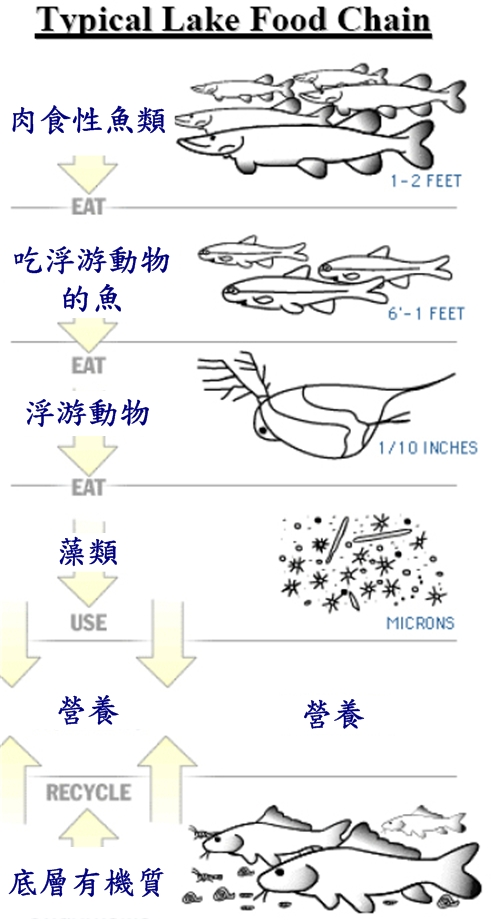 Typical Lake Food Chain
肉食性魚類
1-2 FEET
EAT
吃浮游動物
的魚
6'-1 FEET
EAT
浮游動物
1/10 INCHES
EAT
藻類
MICRONS
USE
營養
營養
RECYCLE
底層有機質